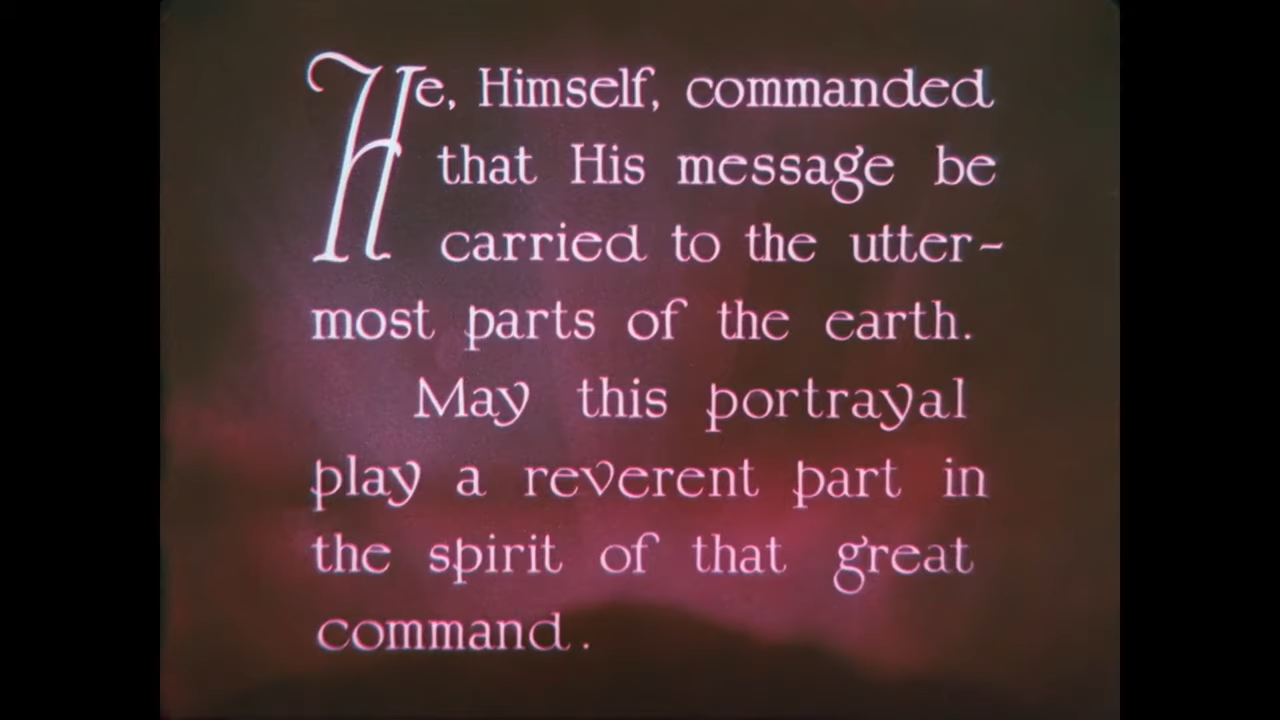 He, Himself, commanded
that His message be
carried to the utter-
most parts of the earth.
May this portrayal
play a reverent part in
the spirit of that great
command.